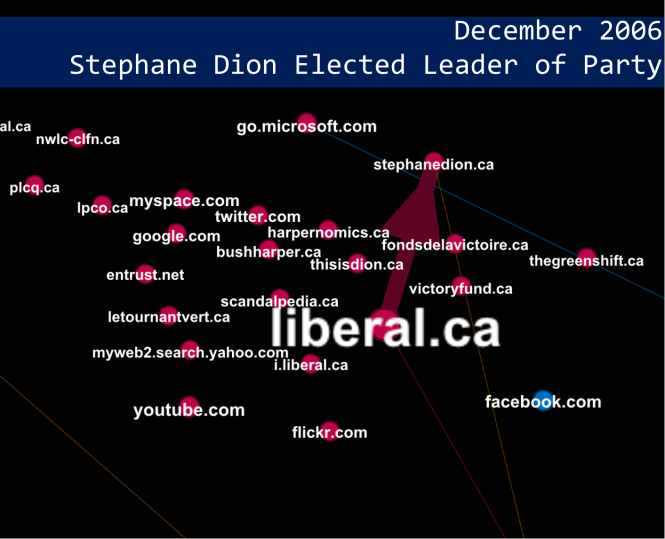 December 2006
Stephane Dion Elected Leader of Party
al.ca
nwlc-clfn.ca
go.microsoft.com
stephanedion.ca
plcq.ca
lpco.ca
myspace.com
twitter.com
google.com
harpernomics.ca
bushharper.ca
fondsdelavictoire.ca
thisisdion.ca
thegreenshift.ca
entrust.net
victoryfund.ca
scandalpedia.ca
letournantvert.ca
liberal.ca
myweb2.search.yahoo.com
i.liberal.ca
youtube.com
facebook.com
flickr.com